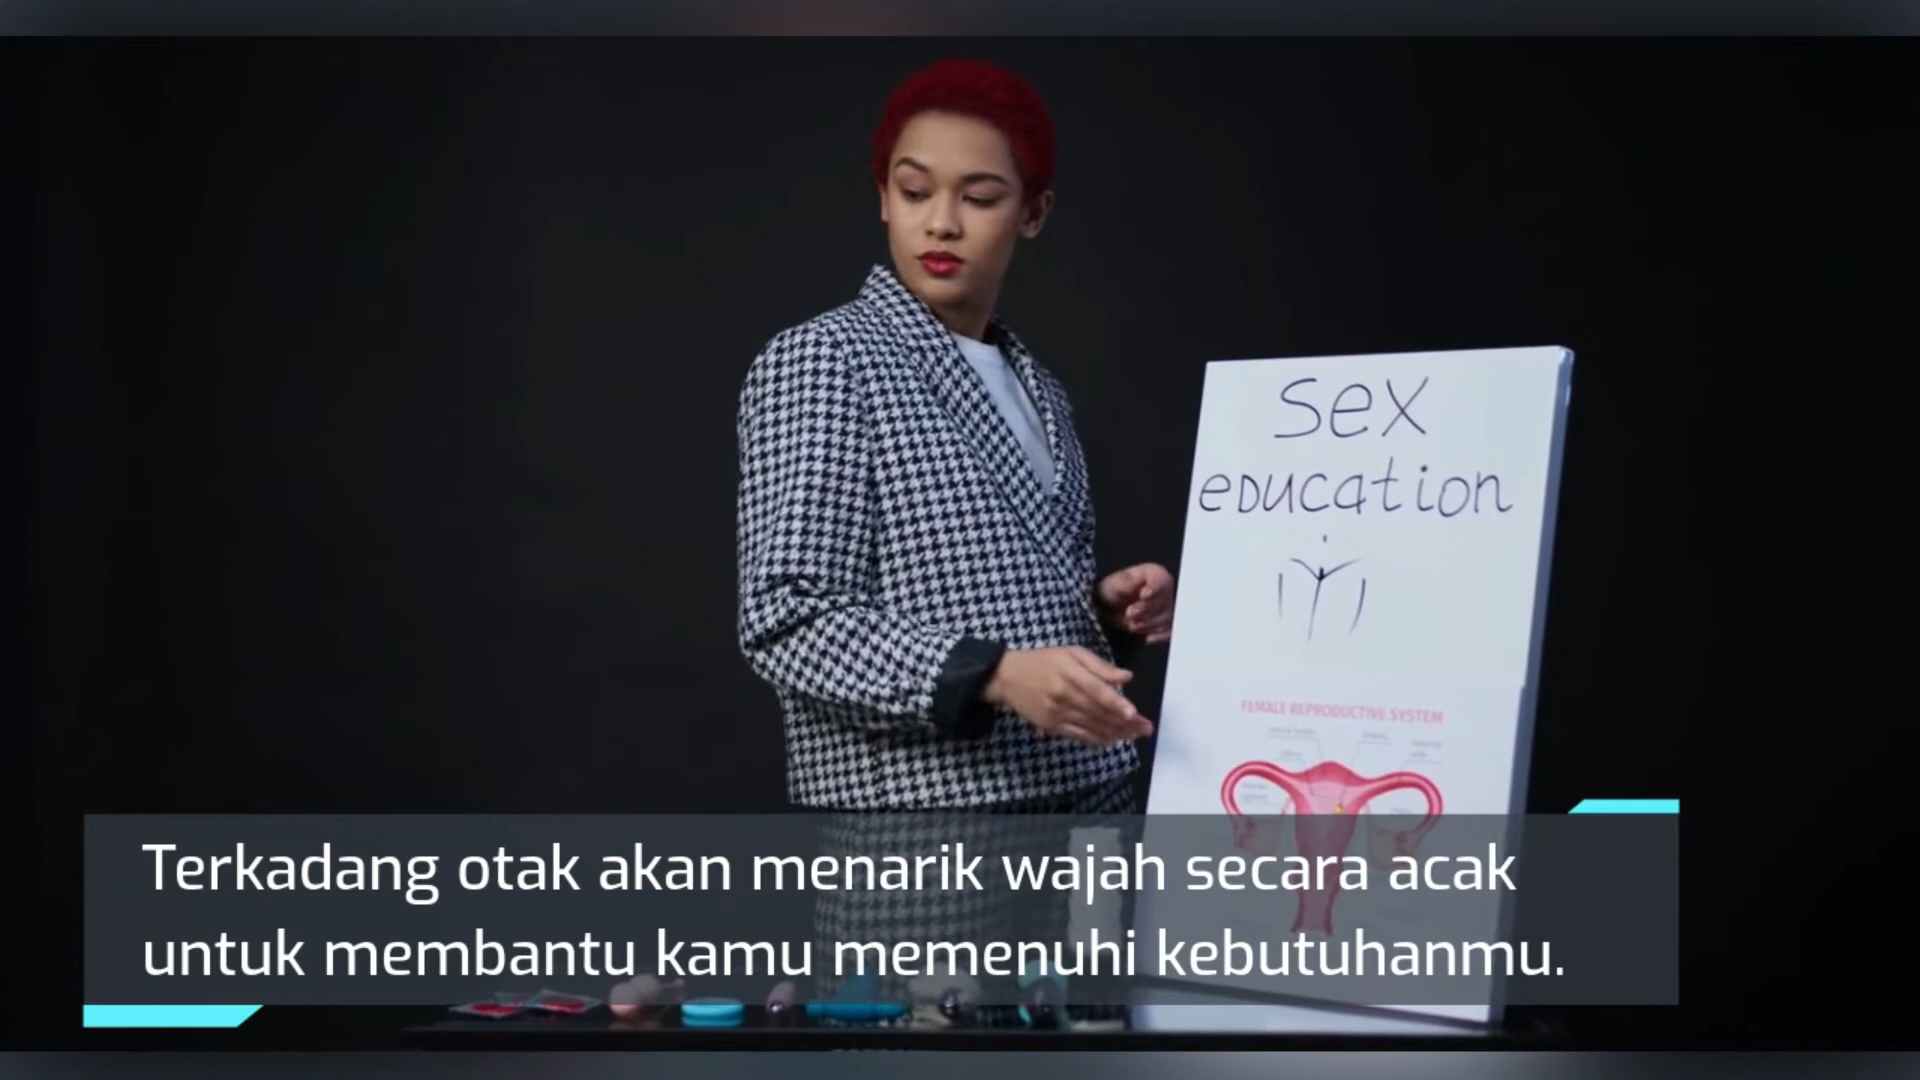 sex
eDucation
FEMALE REPRODUCTIVE SYSTEM
Terkadang otak akan menarik wajah secara acak
untuk membantu kamu memenuhi kebutuhanmu.